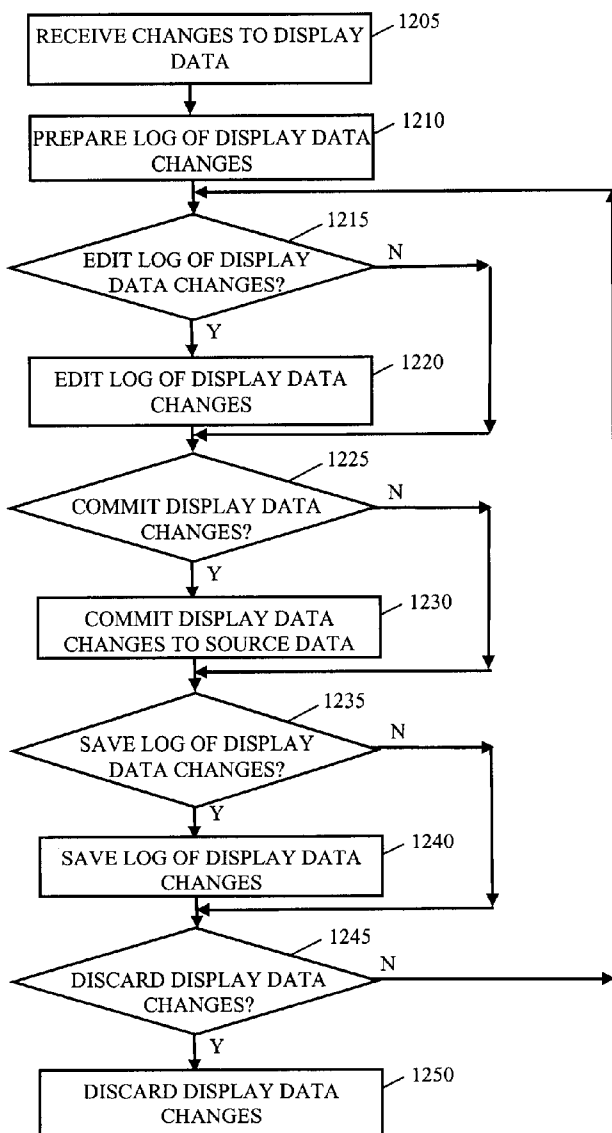 1205
RECEIVE CHANGES TO DISPLAY
DATA
1210
PREPARE LOG OF DISPLAY DATA
CHANGES
1215
EDIT LOG OF DISPLAY
DATA CHANGES?
N
Y
1220
EDIT LOG OF DISPLAY DATA
CHANGES
1225
COMMIT DISPLAY DATA
CHANGES?
N
Y
1230
COMMIT DISPLAY DATA
CHANGES TO SOURCE DATA
1235
SAVE LOG OF DISPLAY
DATA CHANGES?
N
Y
1240
SAVE LOG OF DISPLAY DATA
CHANGES
1245
DISCARD DISPLAY DATA
CHANGES?
N
Y
1250
DISCARD DISPLAY DATA
CHANGES